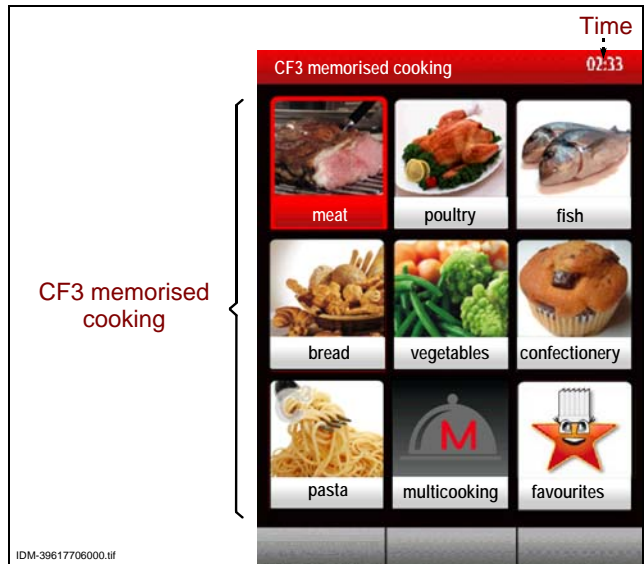 Time
CF3 memorised cooking
02:33
meat
poultry
fish
CF3 memorised
cooking
bread
vegetables
confectionery
pasta
M
multicooking
favourites
IDM-39617706000.tif